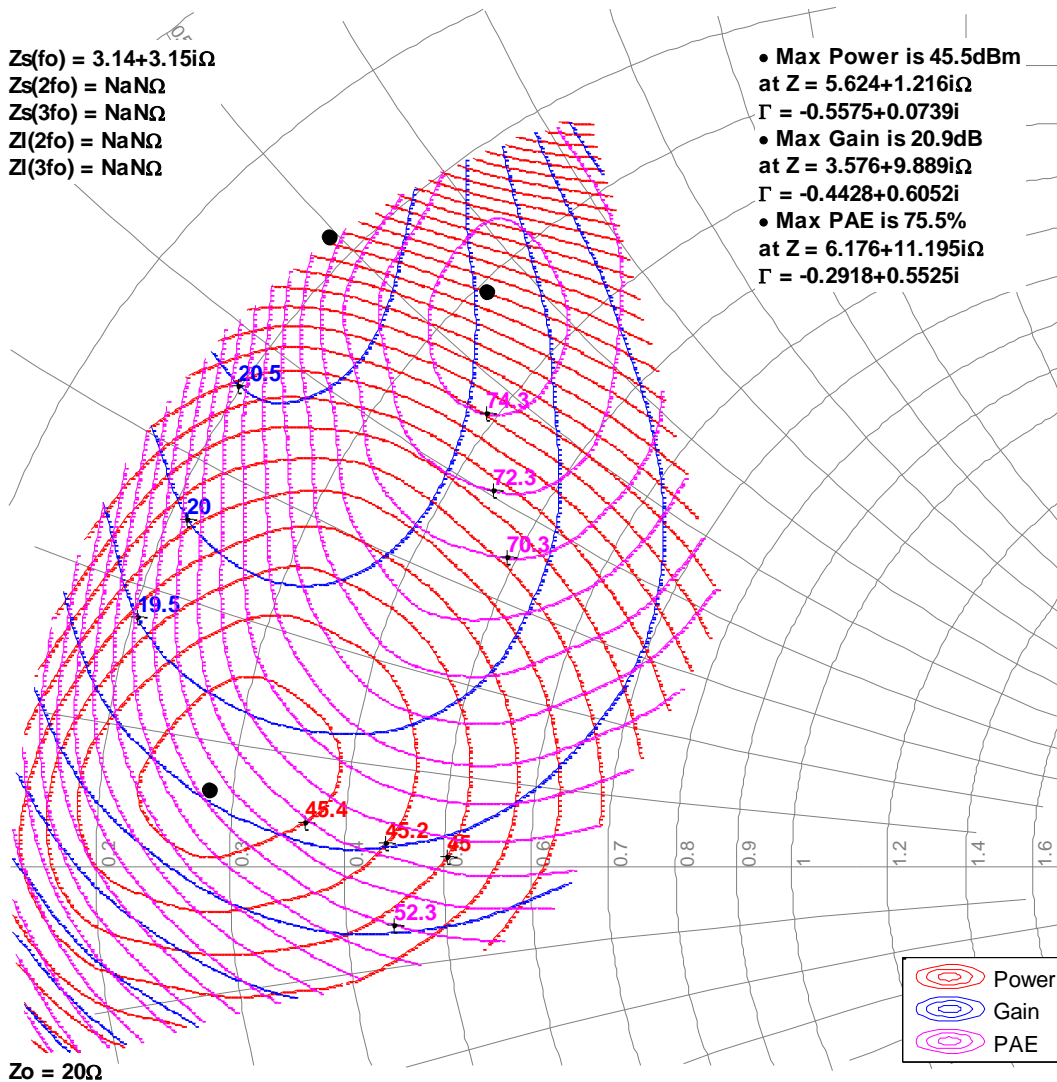 Zs(fo) = 3.14+3.15iΩ
Zs(2fo) = NaNΩ
Zs(3fo) = NaNΩ
Zl(2fo) = NaNΩ
Zl(3fo) = NaNΩ
• Max Power is 45.5dBm
at Z = 5.624+1.216iΩ
Γ = -0.5575+0.0739i
• Max Gain is 20.9dB
at Z = 3.576+9.889iΩ
Γ = -0.4428+0.6052i
• Max PAE is 75.5%
at Z = 6.176+11.195iΩ
Γ = -0.2918+0.5525i
20.5
74.3
72.3
20
70.3
19.5
45.4
45.2
45
0.2
0.3
0.4
0.5
0.6
0.7
0.8
0.9
1
1.2
1.4
1.6
52.3
Power
Gain
PAE
Zo = 20Ω